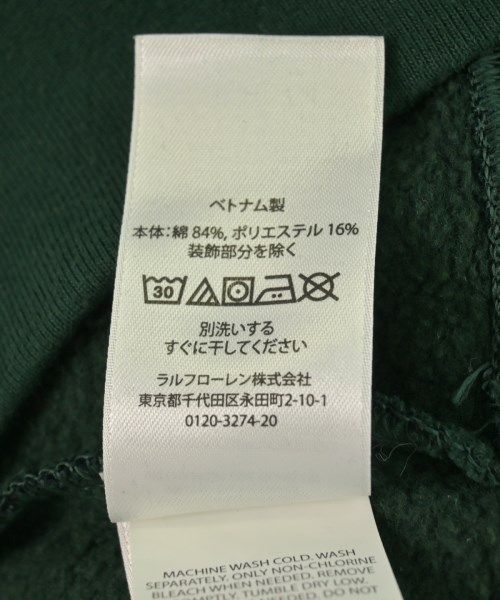 ベトナム製
本体：綿 84%, ポリエステル 16%
装飾部分を除く
30
別洗いする
すぐに干してください
ラルフローレン株式会社
東京都千代田区永田町2-10-1
0120-3274-20
MACHINE WASH COLD. WASH
SEPARATELY. ONLY NON-CHLORINE
BLEACH WHEN NEEDED. REMOVE
PROMPTLY. TUMBLE DRY LOW.
DO NOT